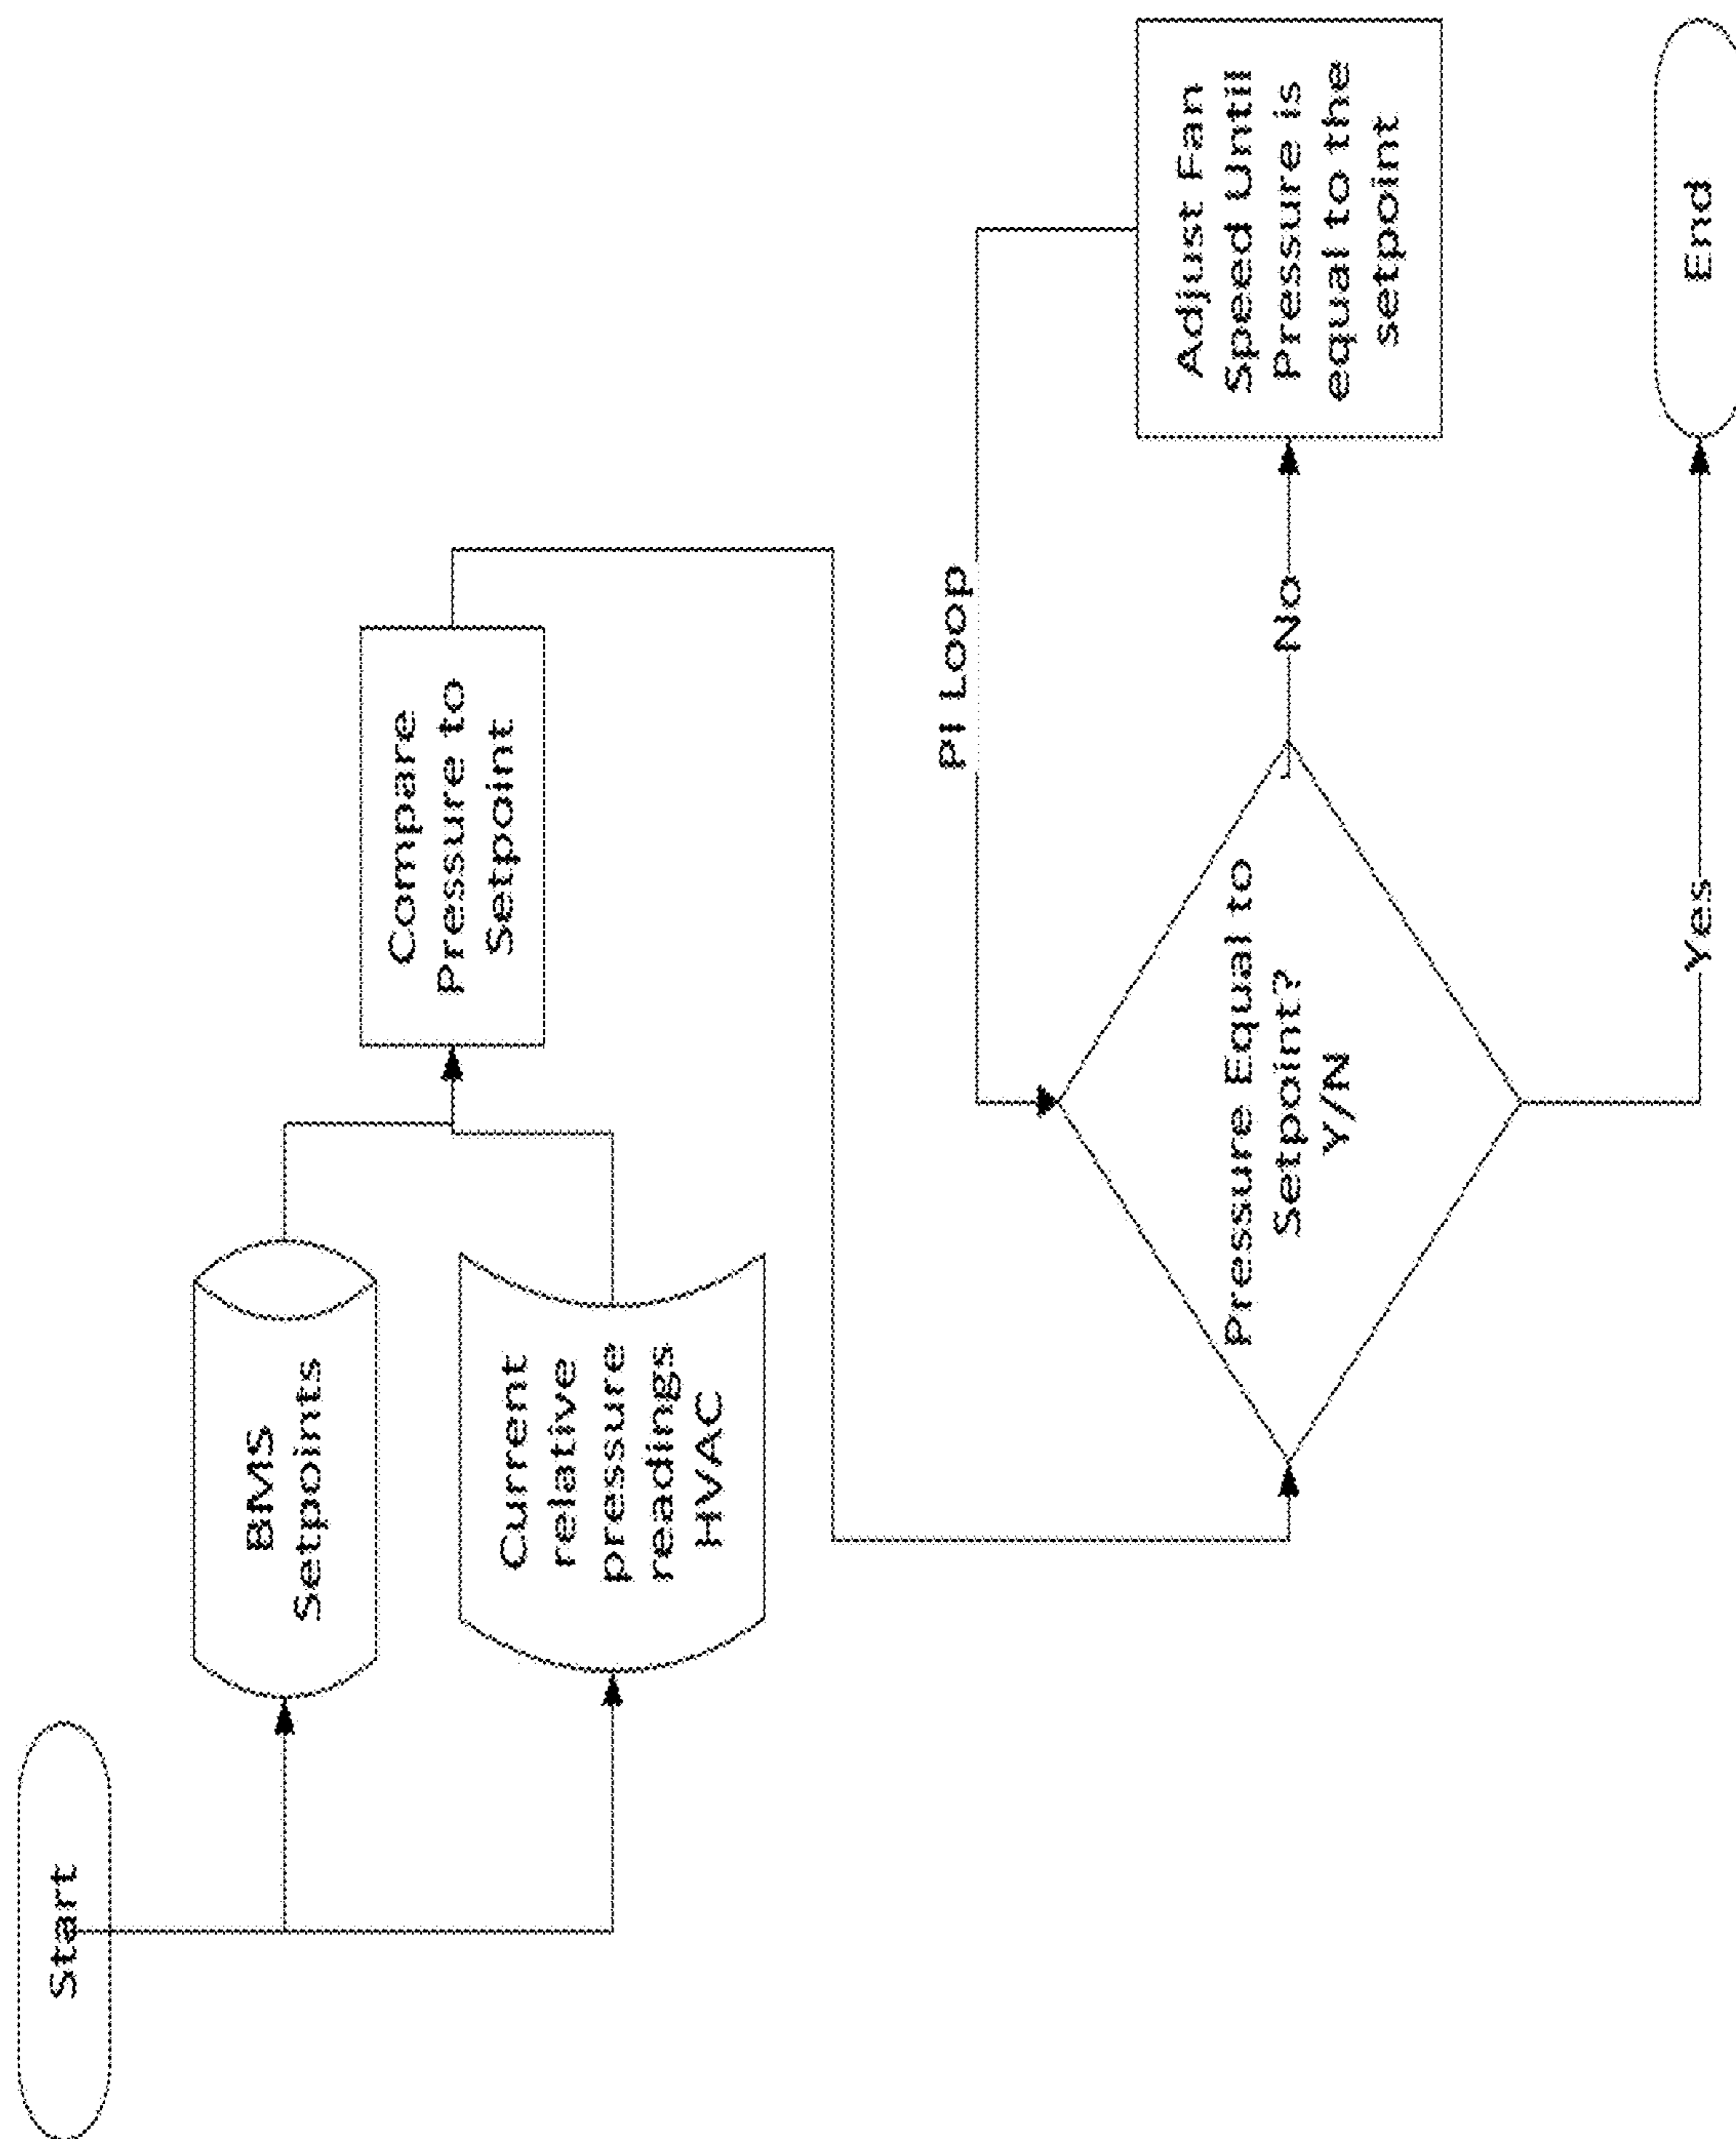 Start
BMS
Setpoints
Current
relative
pressure
readings
HVAC
Compare
Pressure to
Setpoint
PI Loop
Pressure Equal to
Setpoint?
Y/N
No
Adjust Fan
Speed Until
Pressure is
equal to the
setpoint
Yes
End